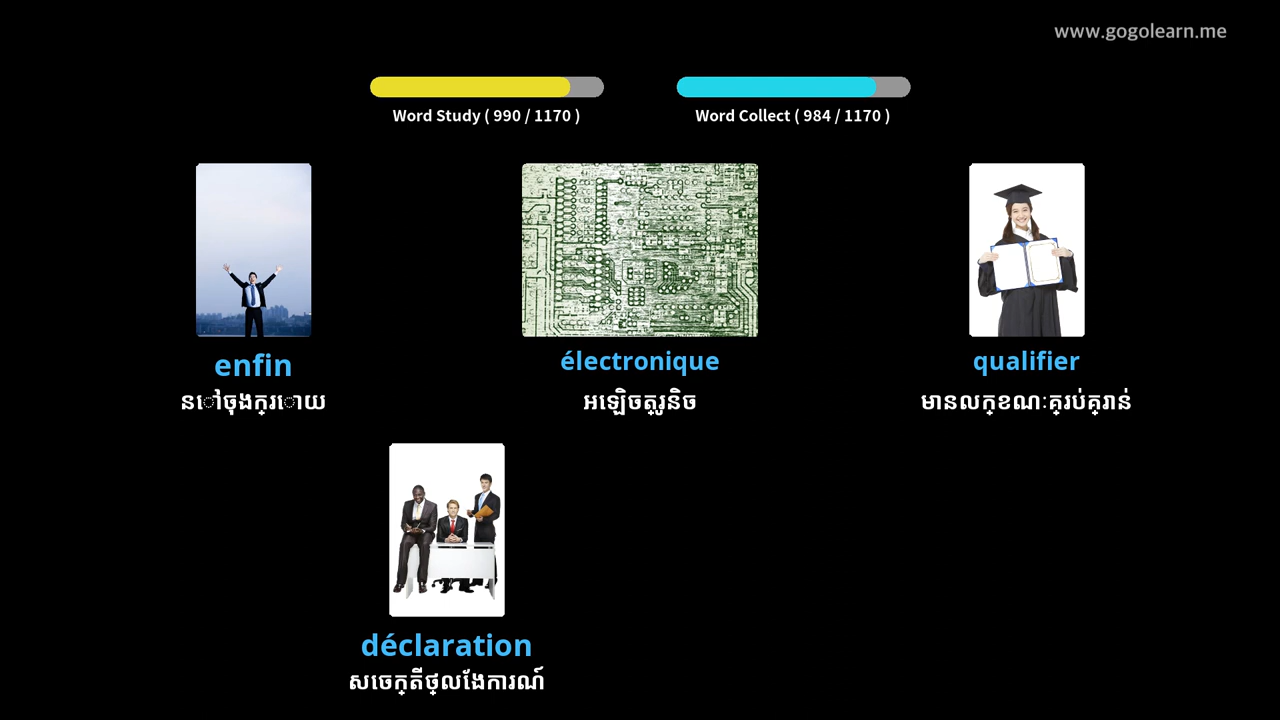 www.gogolearn.me
Word Study ( 990 / 1170 )
Word Collect ( 984 / 1170 )
enfin
នៅចុងក្រោយ
électronique
អេឡិចត្រូនិច
qualifier
មានលក្ខណៈគ្រប់គ្រាន់
déclaration
សេចក្តីថ្លែងការណ៍